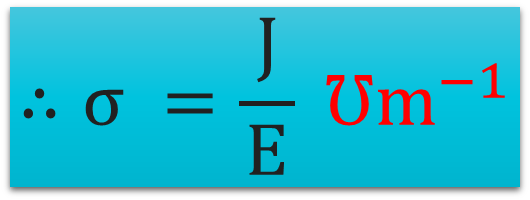 ∴ σ = J/E ℧m⁻¹